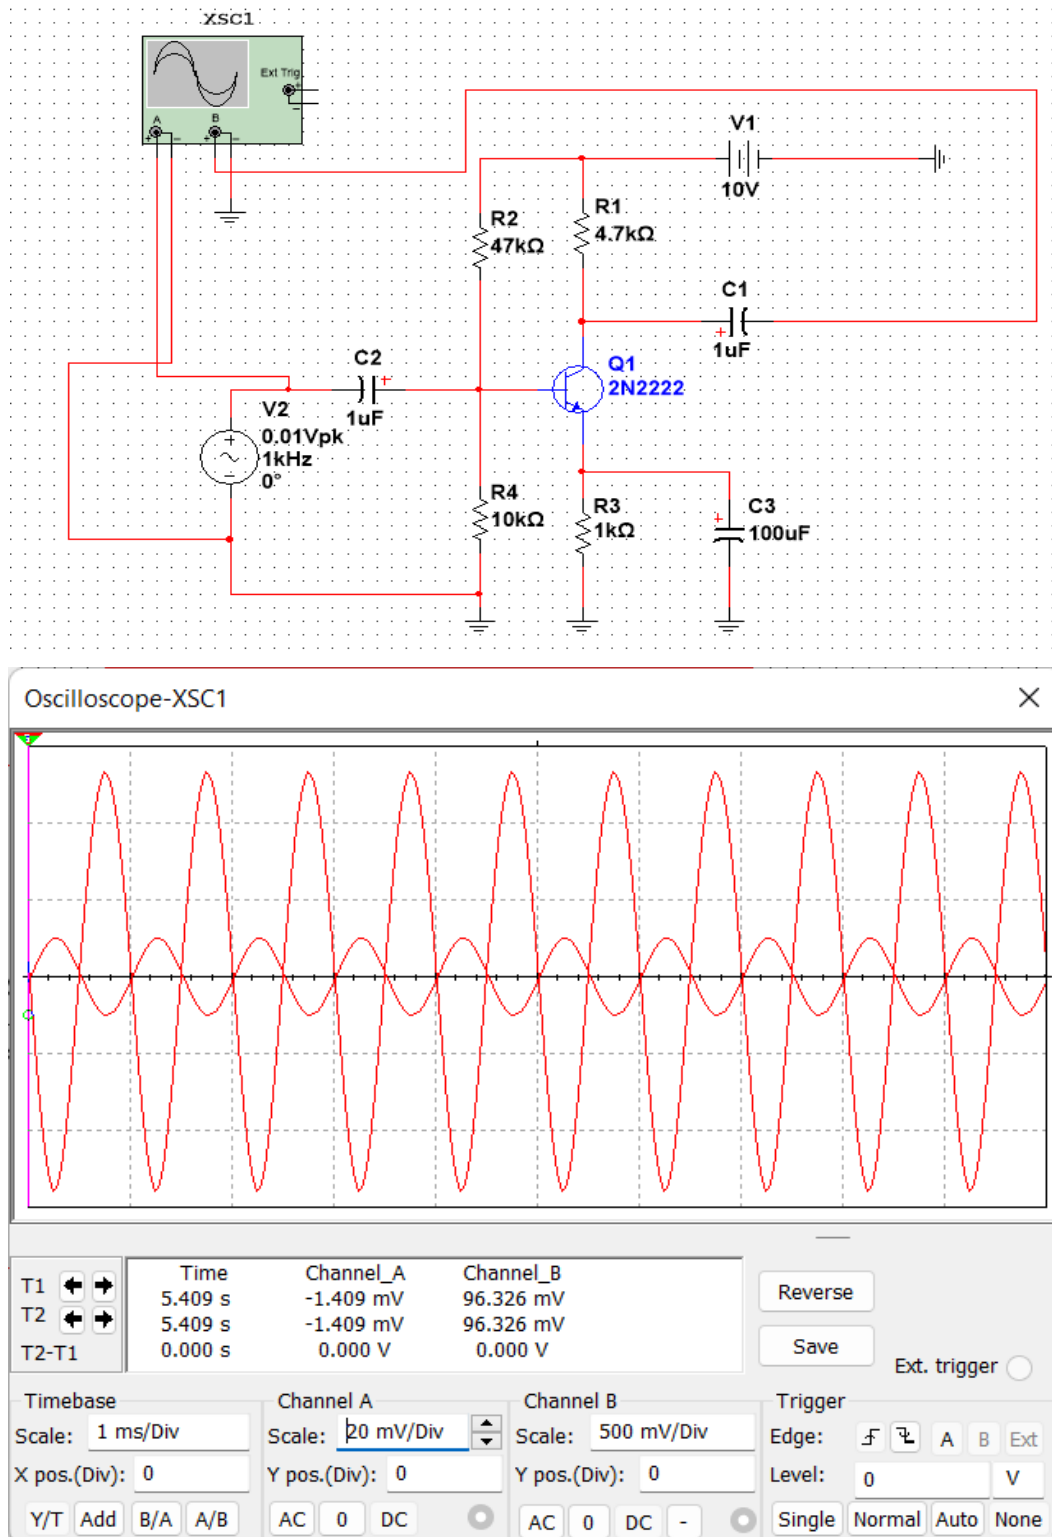 XSC1
Ext Trig
+
−
A
B
+ − + −
V1
10V
R2
47kΩ
R1
4.7kΩ
C1
+
1uF
C2
+
1uF
Q1
2N2222
V2
0.01Vpk
1kHz
0°
R4
10kΩ
R3
1kΩ
+
C3
100uF
Oscilloscope-XSC1
Time Channel_A Channel_B
T1 5.409 s -1.409 mV 96.326 mV
T2 5.409 s -1.409 mV 96.326 mV
T2-T1 0.000 s 0.000 V 0.000 V
Reverse
Save
Ext. trigger
Timebase Channel A Channel B Trigger
Scale: 1 ms/Div Scale: 20 mV/Div Scale: 500 mV/Div Edge: A B Ext
X pos.(Div): 0 Y pos.(Div): 0 Y pos.(Div): 0 Level: 0 V
Y/T Add B/A A/B AC 0 DC AC 0 DC - Single Normal Auto None